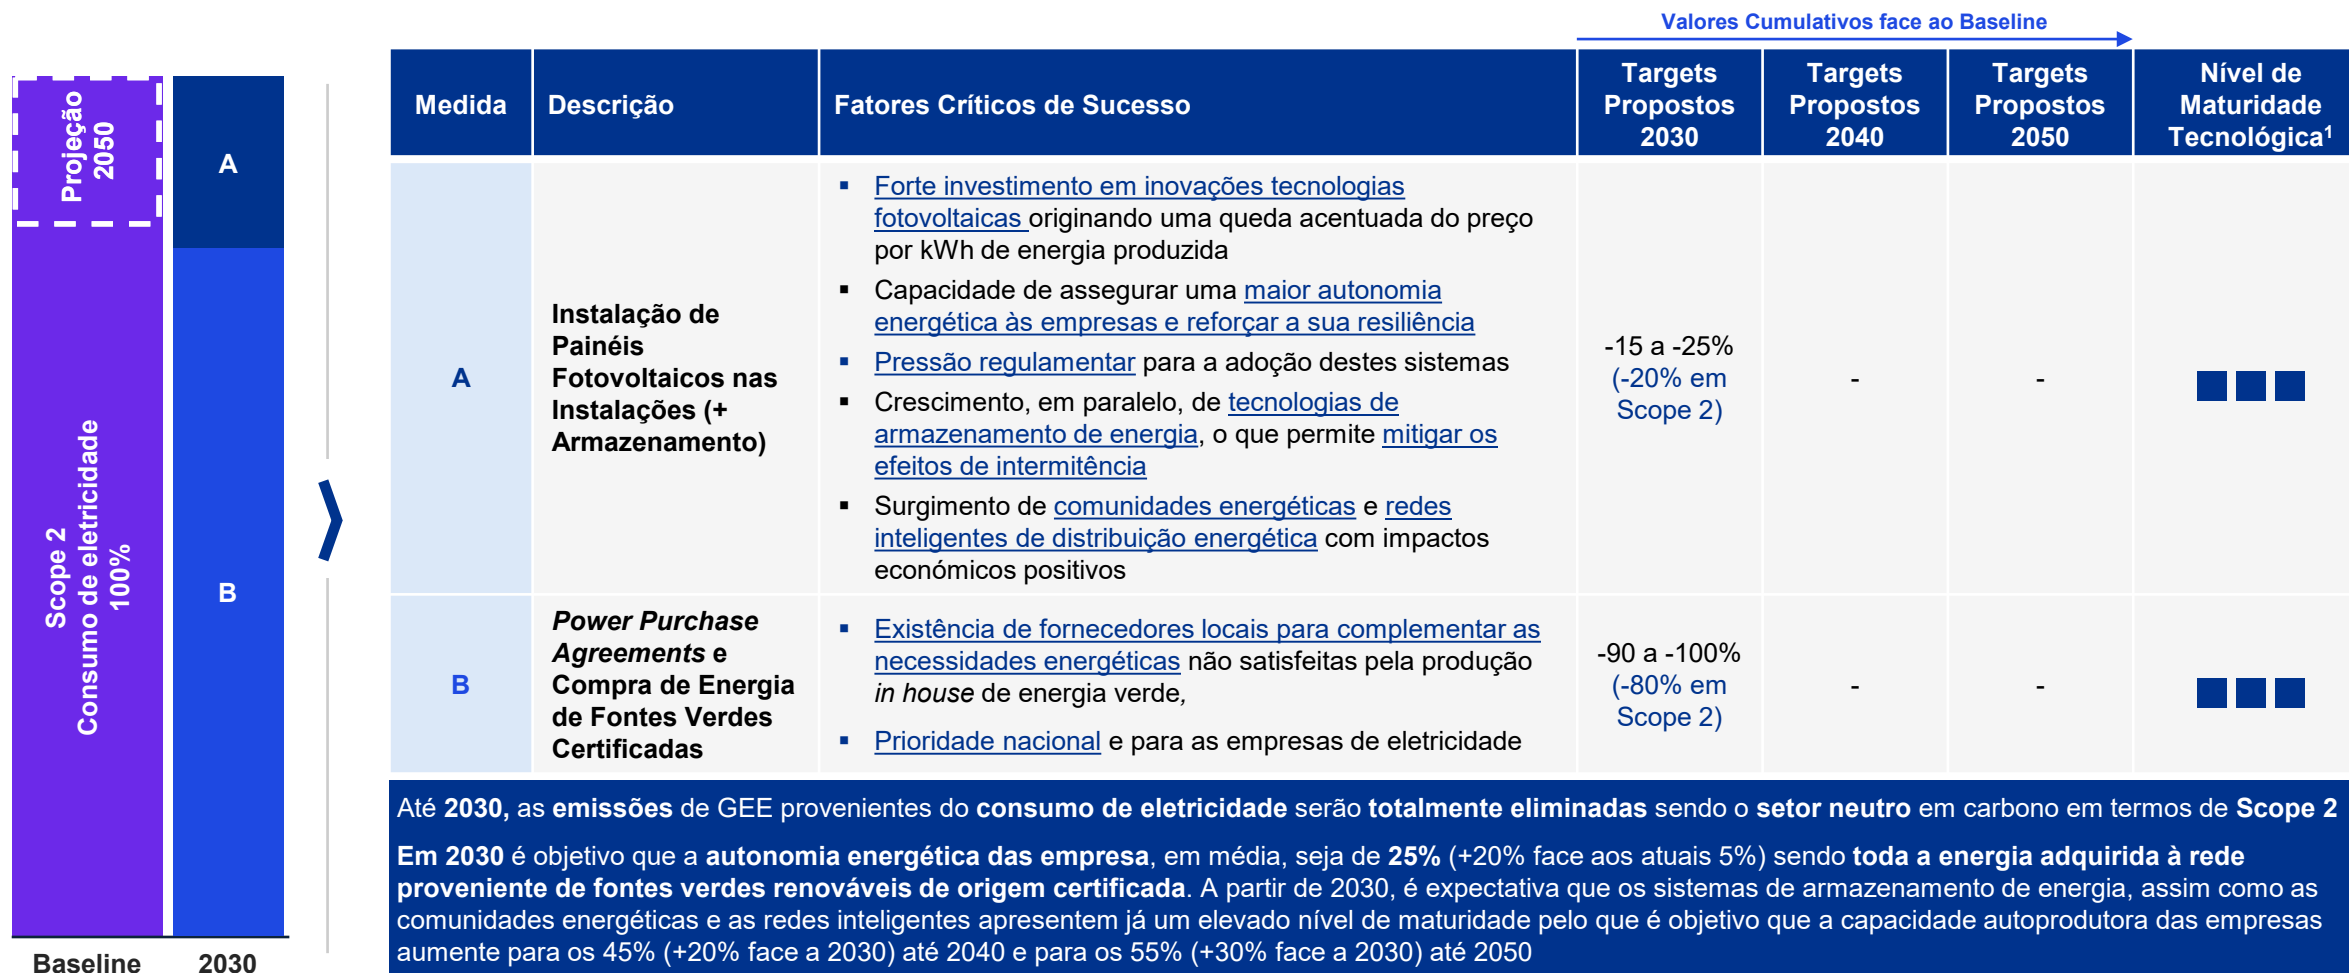 Valores Cumulativos face ao Baseline
Projeção
2050
Scope 2
Consumo de eletricidade
100%
A
B
Baseline
2030
Medida
Descrição
Fatores Críticos de Sucesso
Targets
Propostos
2030
Targets
Propostos
2040
Targets
Propostos
2050
Nível de
Maturidade
Tecnológica¹
A
Instalação de
Painéis
Fotovoltaicos nas
Instalações (+
Armazenamento)
▪ Forte investimento em inovações tecnologias
fotovoltaicas originando uma queda acentuada do preço
por kWh de energia produzida
▪ Capacidade de assegurar uma maior autonomia
energética às empresas e reforçar a sua resiliência
▪ Pressão regulamentar para a adoção destes sistemas
▪ Crescimento, em paralelo, de tecnologias de
armazenamento de energia, o que permite mitigar os
efeitos de intermitência
▪ Surgimento de comunidades energéticas e redes
inteligentes de distribuição energética com impactos
económicos positivos
-15 a -25%
(-20% em
Scope 2)
-
-
B
Power Purchase
Agreements e
Compra de Energia
de Fontes Verdes
Certificadas
▪ Existência de fornecedores locais para complementar as
necessidades energéticas não satisfeitas pela produção
in house de energia verde,
▪ Prioridade nacional e para as empresas de eletricidade
-90 a -100%
(-80% em
Scope 2)
-
-
Até 2030, as emissões de GEE provenientes do consumo de eletricidade serão totalmente eliminadas sendo o setor neutro em carbono em termos de Scope 2
Em 2030 é objetivo que a autonomia energética das empresa, em média, seja de 25% (+20% face aos atuais 5%) sendo toda a energia adquirida à rede
proveniente de fontes verdes renováveis de origem certificada. A partir de 2030, é expectativa que os sistemas de armazenamento de energia, assim como as
comunidades energéticas e as redes inteligentes apresentem já um elevado nível de maturidade pelo que é objetivo que a capacidade autoprodutora das empresas
aumente para os 45% (+20% face a 2030) até 2040 e para os 55% (+30% face a 2030) até 2050